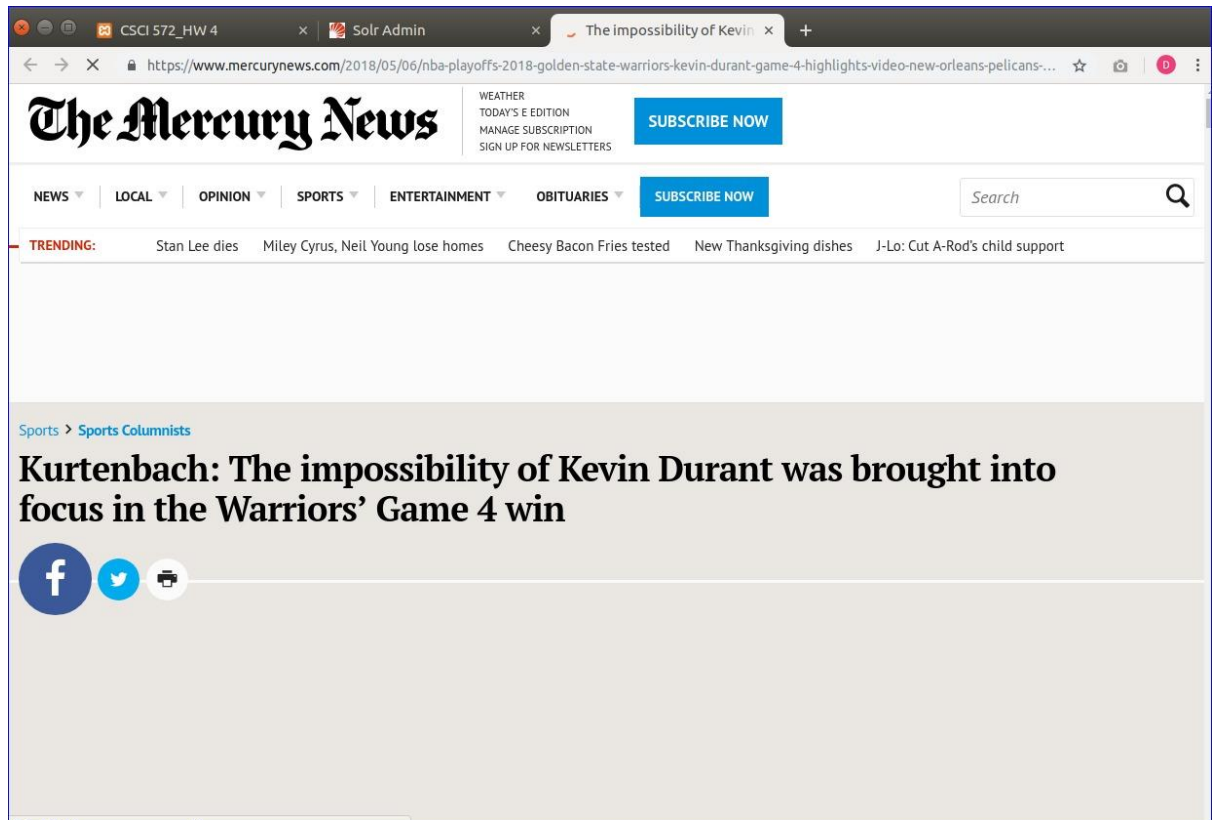 CSCI 572_HW 4 × Solr Admin × The impossibility of Kevin × +
https://www.mercurynews.com/2018/05/06/nba-playoffs-2018-golden-state-warriors-kevin-durant-game-4-highlights-video-new-orleans-pelicans-... D
The Mercury News
WEATHER
TODAY'S E EDITION
MANAGE SUBSCRIPTION
SIGN UP FOR NEWSLETTERS
SUBSCRIBE NOW
NEWS LOCAL OPINION SPORTS ENTERTAINMENT OBITUARIES SUBSCRIBE NOW Search
TRENDING: Stan Lee dies Miley Cyrus, Neil Young lose homes Cheesy Bacon Fries tested New Thanksgiving dishes J-Lo: Cut A-Rod's child support
Sports > Sports Columnists
Kurtenbach: The impossibility of Kevin Durant was brought into
focus in the Warriors’ Game 4 win
f